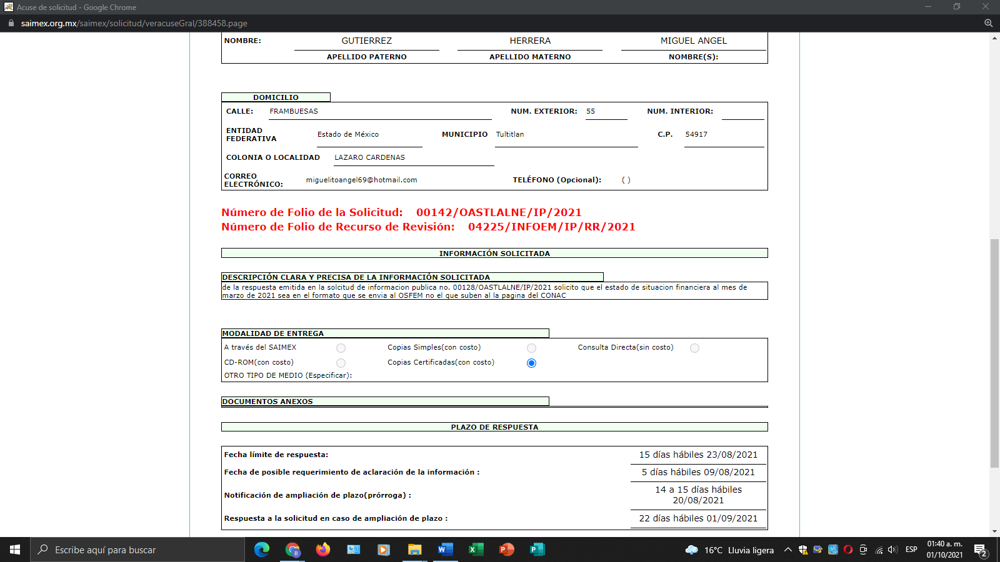 Acuse de solicitud - Google Chrome
saimex.org.mx/saimex/solicitud/veracuseGral/388458.page
NOMBRE: GUTIERREZ HERRERA MIGUEL ANGEL
APELLIDO PATERNO APELLIDO MATERNO NOMBRE(S):
DOMICILIO
CALLE: FRAMBUESAS NUM. EXTERIOR: 55 NUM. INTERIOR:
ENTIDAD FEDERATIVA Estado de México MUNICIPIO Tultitlan C.P. 54917
COLONIA O LOCALIDAD LAZARO CARDENAS
CORREO ELECTRÓNICO: miguelitoangel69@hotmail.com TELÉFONO (Opcional): ( )
Número de Folio de la Solicitud: 00142/OASTLALNE/IP/2021
Número de Folio de Recurso de Revisión: 04225/INFOEM/IP/RR/2021
INFORMACIÓN SOLICITADA
DESCRIPCIÓN CLARA Y PRECISA DE LA INFORMACIÓN SOLICITADA
de la respuesta emitida en la solcitud de informacion publica no. 00128/OASTLALNE/IP/2021 solicito que el estado de situacion financiera al mes de
marzo de 2021 sea en el formato que se envia al OSFEM no el que suben al la pagina del CONAC
MODALIDAD DE ENTREGA
A través del SAIMEX Copias Simples(con costo) Consulta Directa(sin costo)
CD-ROM(con costo) Copias Certificadas(con costo)
OTRO TIPO DE MEDIO (Especificar):
DOCUMENTOS ANEXOS
PLAZO DE RESPUESTA
Fecha límite de respuesta: 15 días hábiles 23/08/2021
Fecha de posible requerimiento de aclaración de la información : 5 días hábiles 09/08/2021
Notificación de ampliación de plazo(prórroga) : 14 a 15 días hábiles 20/08/2021
Respuesta a la solicitud en caso de ampliación de plazo : 22 días hábiles 01/09/2021
Escribe aquí para buscar
16°C Lluvia ligera
ESP
01:40 a. m.
01/10/2021
2